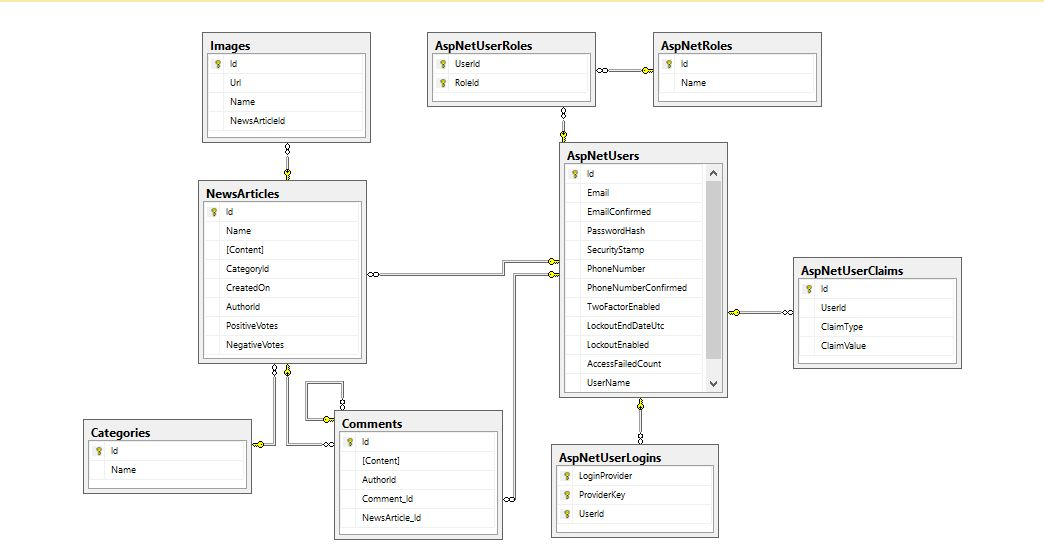 Images
Id
Url
Name
NewsArticleId
AspNetUserRoles
UserId
RoleId
AspNetRoles
Id
Name
NewsArticles
Id
Name
[Content]
CategoryId
CreatedOn
AuthorId
PositiveVotes
NegativeVotes
AspNetUsers
Id
Email
EmailConfirmed
PasswordHash
SecurityStamp
PhoneNumber
PhoneNumberConfirmed
TwoFactorEnabled
LockoutEndDateUtc
LockoutEnabled
AccessFailedCount
UserName
AspNetUserClaims
Id
UserId
ClaimType
ClaimValue
Categories
Id
Name
Comments
Id
[Content]
AuthorId
Comment_Id
NewsArticle_Id
AspNetUserLogins
LoginProvider
ProviderKey
UserId